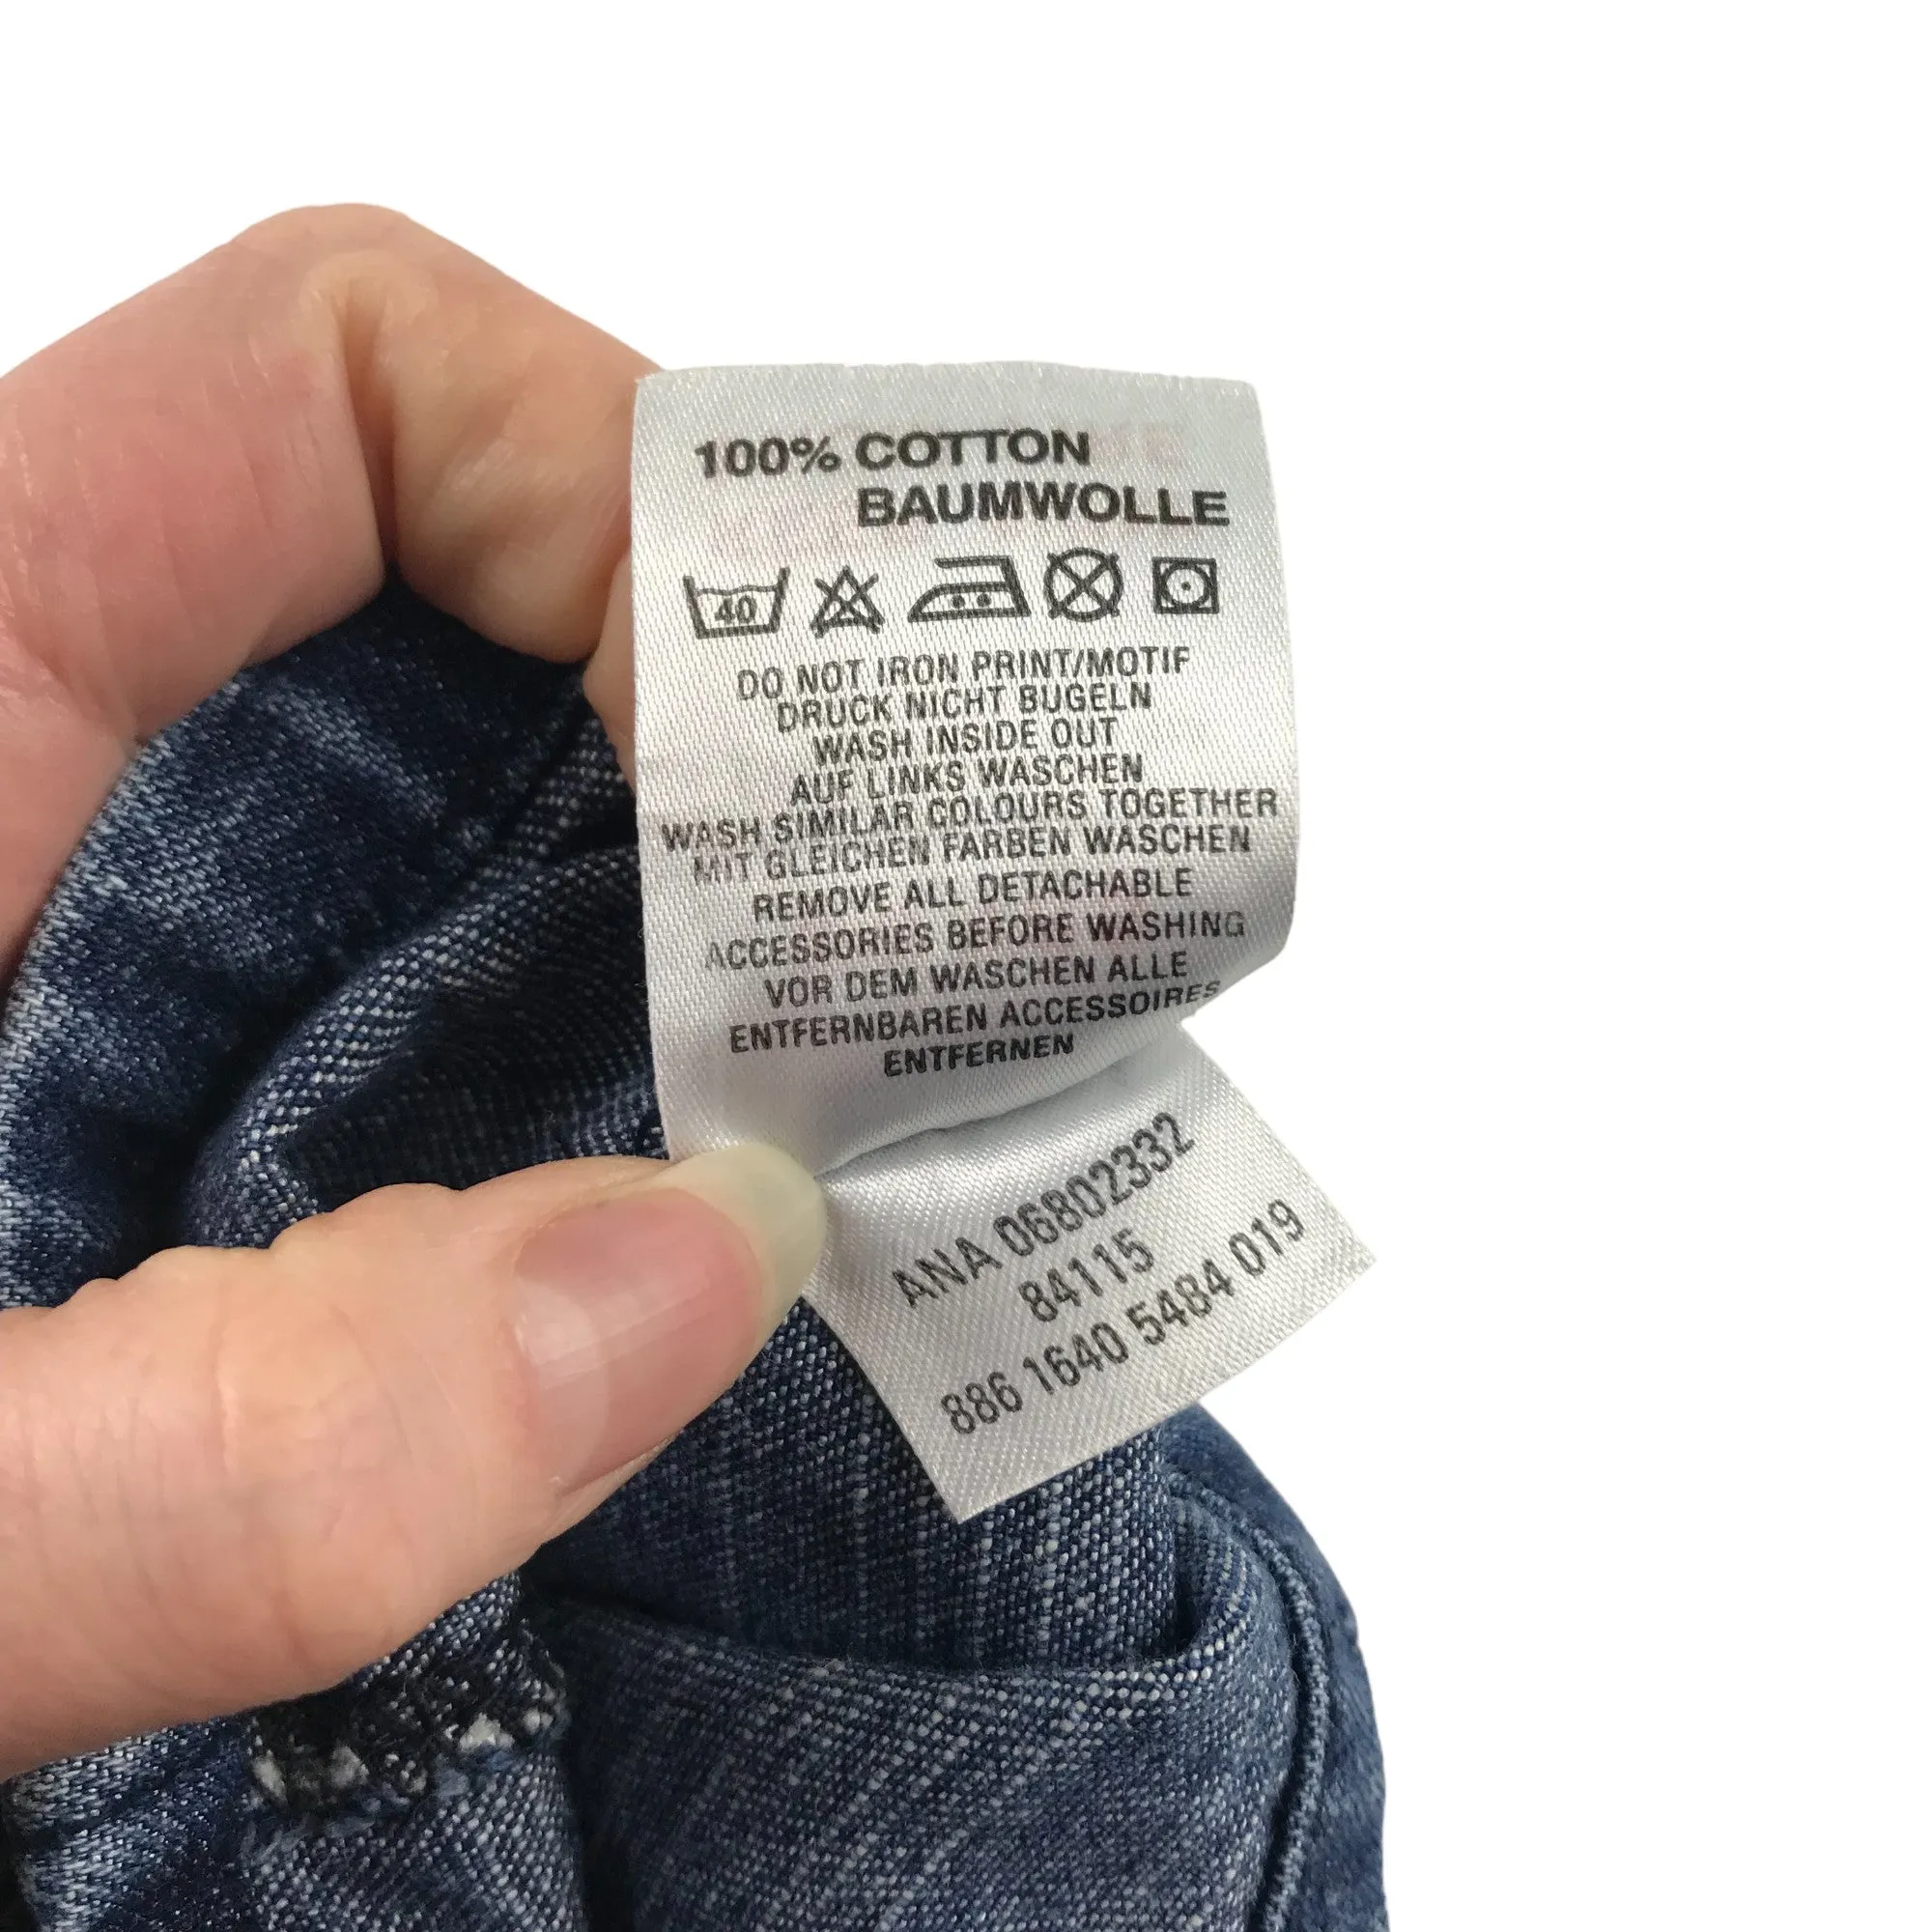 100% COTTON
BAUMWOLLE
40
DO NOT IRON PRINT/MOTIF
DRUCK NICHT BUGELN
WASH INSIDE OUT
AUF LINKS WASCHEN
WASH SIMILAR COLOURS TOGETHER
MIT GLEICHEN FARBEN WASCHEN
REMOVE ALL DETACHABLE
ACCESSORIES BEFORE WASHING
VOR DEM WASCHEN ALLE
ENTFERNBAREN ACCESSOIRES
ENTFERNEN
ANA 06802332
84115
886 1640 5484 019